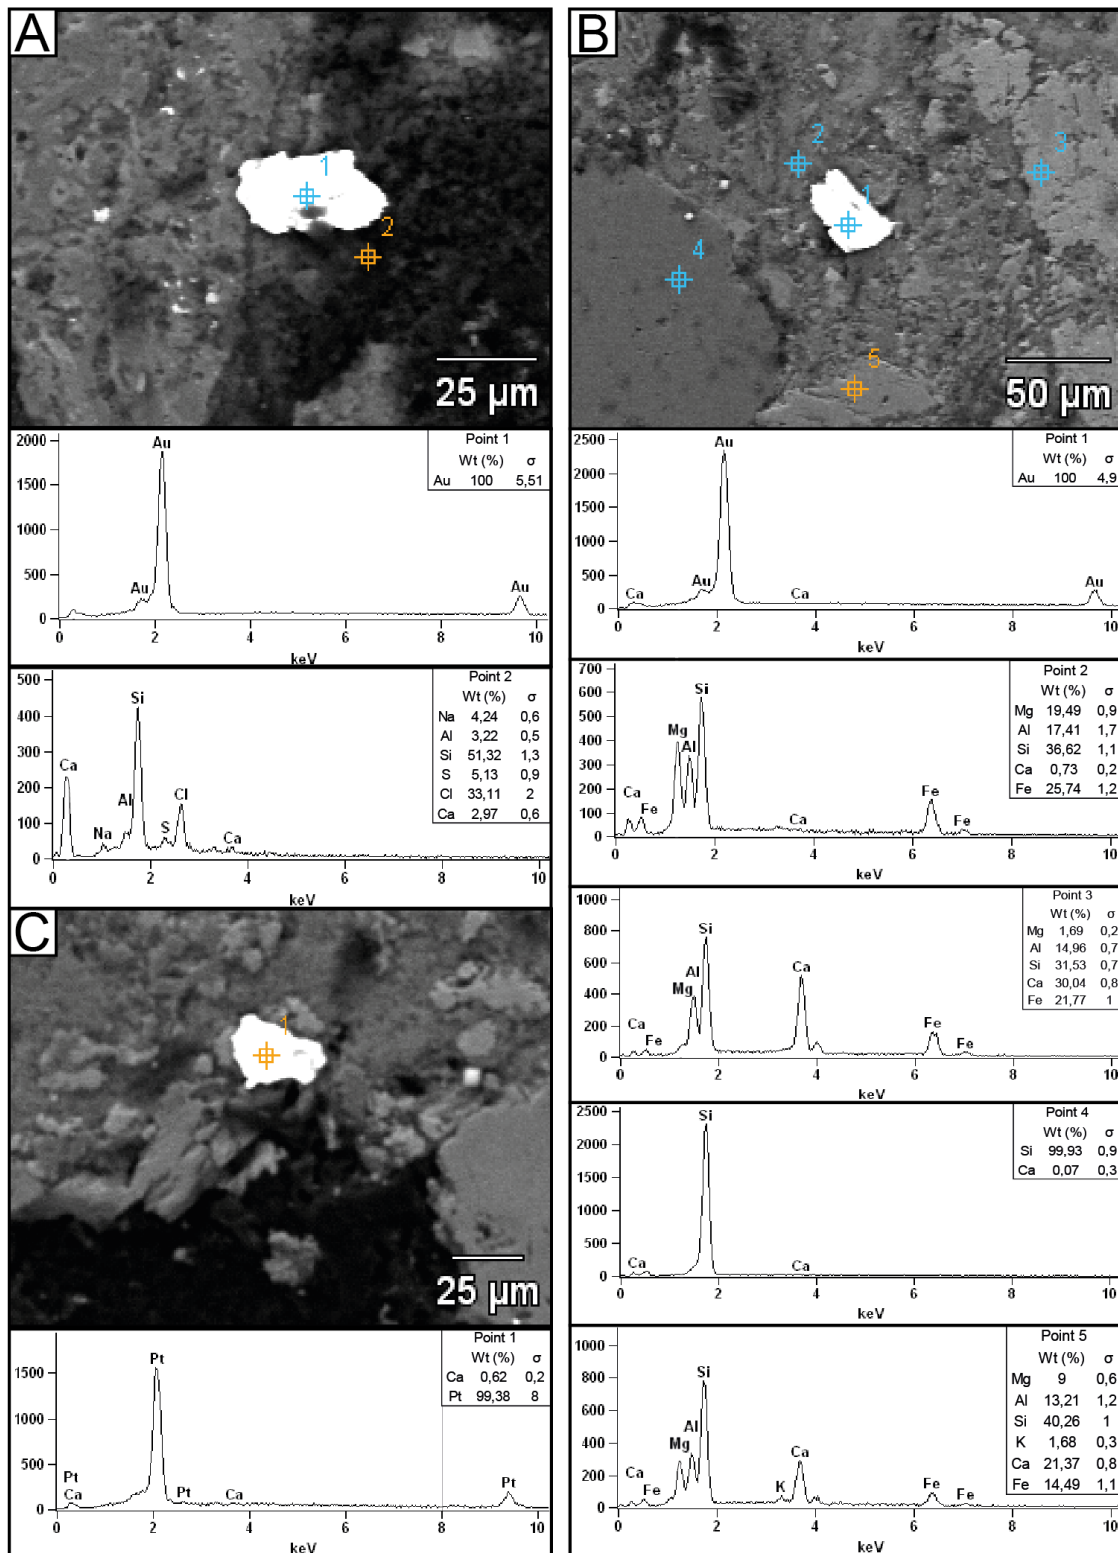 A
1
2
25 µm
2000
1500
1000
500
0
Au
Au
Au
Point 1
Wt (%) σ
Au 100 5,51
0 2 4 6 8 10
keV
500
400
300
200
100
0
Ca
Na
Al
Si
S
Cl
Ca
Point 2
Wt (%) σ
Na 4,24 0,6
Al 3,22 0,5
Si 51,32 1,3
S 5,13 0,9
Cl 33,11 2
Ca 2,97 0,6
0 2 4 6 8 10
keV
C
1
25 µm
1500
1000
500
0
Pt
Ca
Pt
Pt
Ca
Pt
Point 1
Wt (%) σ
Ca 0,62 0,2
Pt 99,38 8
0 2 4 6 8 10
keV
B
1
2
3
4
5
50 µm
2500
2000
1500
1000
500
0
Ca
Au
Au
Ca
Au
Point 1
Wt (%) σ
Au 100 4,9
0 2 4 6 8 10
keV
700
600
500
400
300
200
100
0
Ca
Fe
Mg
Al
Si
Ca
Fe
Fe
Point 2
Wt (%) σ
Mg 19,49 0,9
Al 17,41 1,7
Si 36,62 1,1
Ca 0,73 0,2
Fe 25,74 1,2
0 2 4 6 8 10
keV
1000
800
600
400
200
0
Ca
Fe
Mg
Al
Si
Ca
Fe
Fe
Point 3
Wt (%) σ
Mg 1,69 0,2
Al 14,96 0,7
Si 31,53 0,7
Ca 30,04 0,8
Fe 21,77 1
0 2 4 6 8 10
keV
2500
2000
1500
1000
500
0
Ca
Si
Ca
Point 4
Wt (%) σ
Si 99,93 0,9
Ca 0,07 0,3
0 2 4 6 8 10
keV
800
600
400
200
0
Ca
Fe
Mg
Al
Si
K
Ca
Fe
Fe
Point 5
Wt (%) σ
Mg 9 0,6
Al 13,21 1,2
Si 40,26 1
K 1,68 0,3
Ca 21,37 0,8
Fe 14,49 1,1
0 2 4 6 8 10
keV